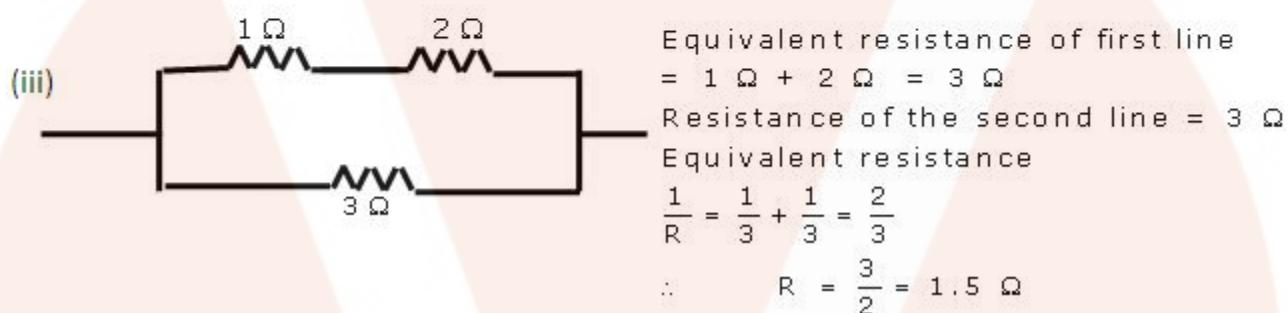 (iii)
1 Ω 2 Ω
3 Ω
Equivalent resistance of first line
= 1 Ω + 2 Ω = 3 Ω
Resistance of the second line = 3 Ω
Equivalent resistance
1/R = 1/3 + 1/3 = 2/3
∴ R = 3/2 = 1.5 Ω